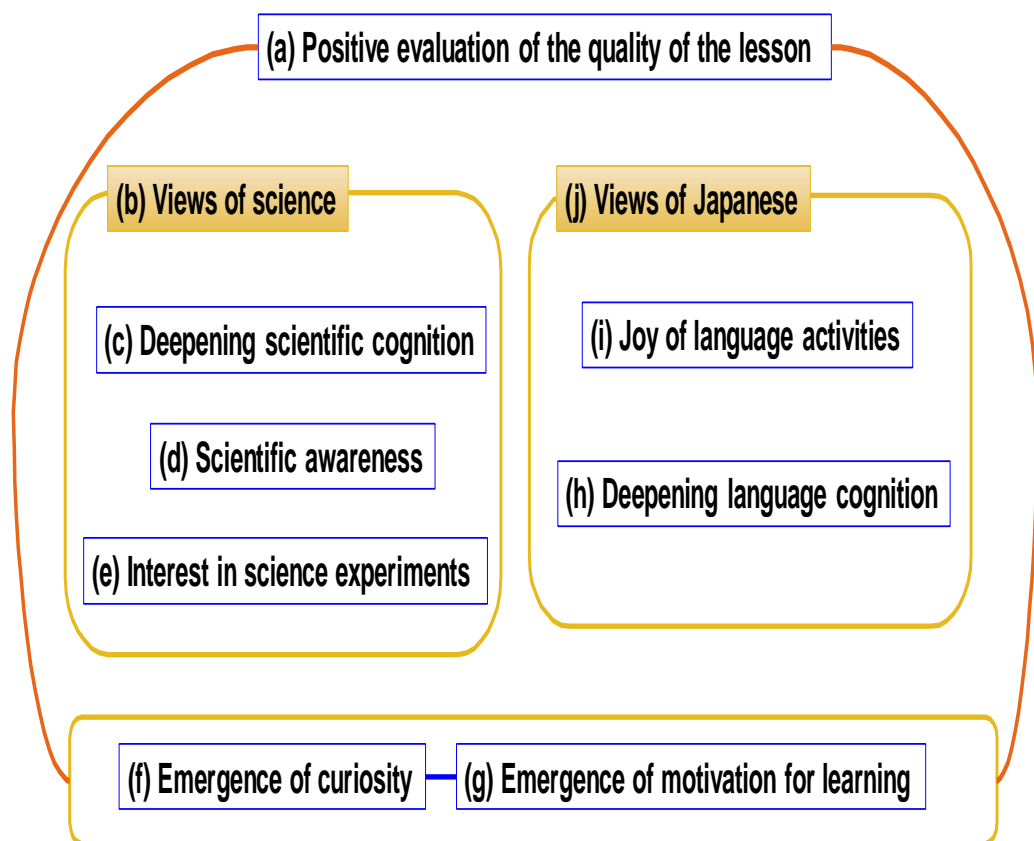 (a) Positive evaluation of the quality of the lesson
(b) Views of science
(c) Deepening scientific cognition
(d) Scientific awareness
(e) Interest in science experiments
(j) Views of Japanese
(i) Joy of language activities
(h) Deepening language cognition
(f) Emergence of curiosity
(g) Emergence of motivation for learning